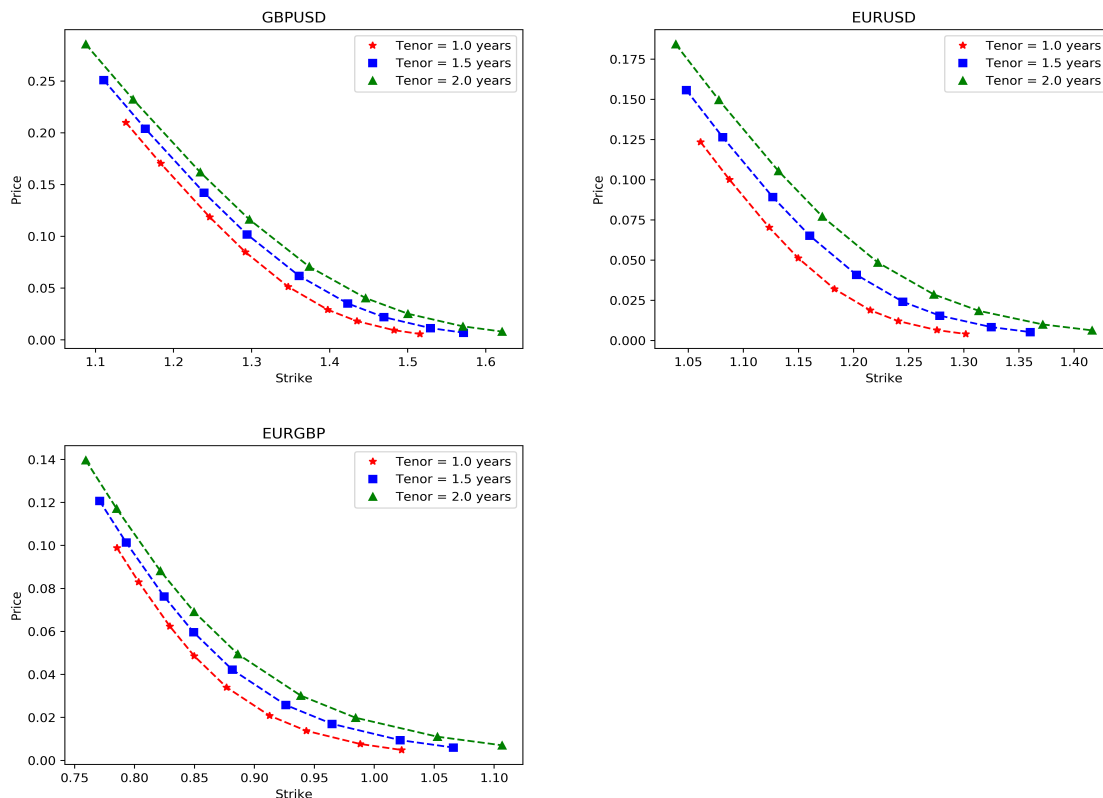 GBPUSD
Tenor = 1.0 years
Tenor = 1.5 years
Tenor = 2.0 years
0.25
0.20
0.15
0.10
0.05
0.00
Price
1.1 1.2 1.3 1.4 1.5 1.6
Strike
EURUSD
Tenor = 1.0 years
Tenor = 1.5 years
Tenor = 2.0 years
0.175
0.150
0.125
0.100
0.075
0.050
0.025
0.000
Price
1.05 1.10 1.15 1.20 1.25 1.30 1.35 1.40
Strike
EURGBP
Tenor = 1.0 years
Tenor = 1.5 years
Tenor = 2.0 years
0.14
0.12
0.10
0.08
0.06
0.04
0.02
0.00
Price
0.75 0.80 0.85 0.90 0.95 1.00 1.05 1.10
Strike